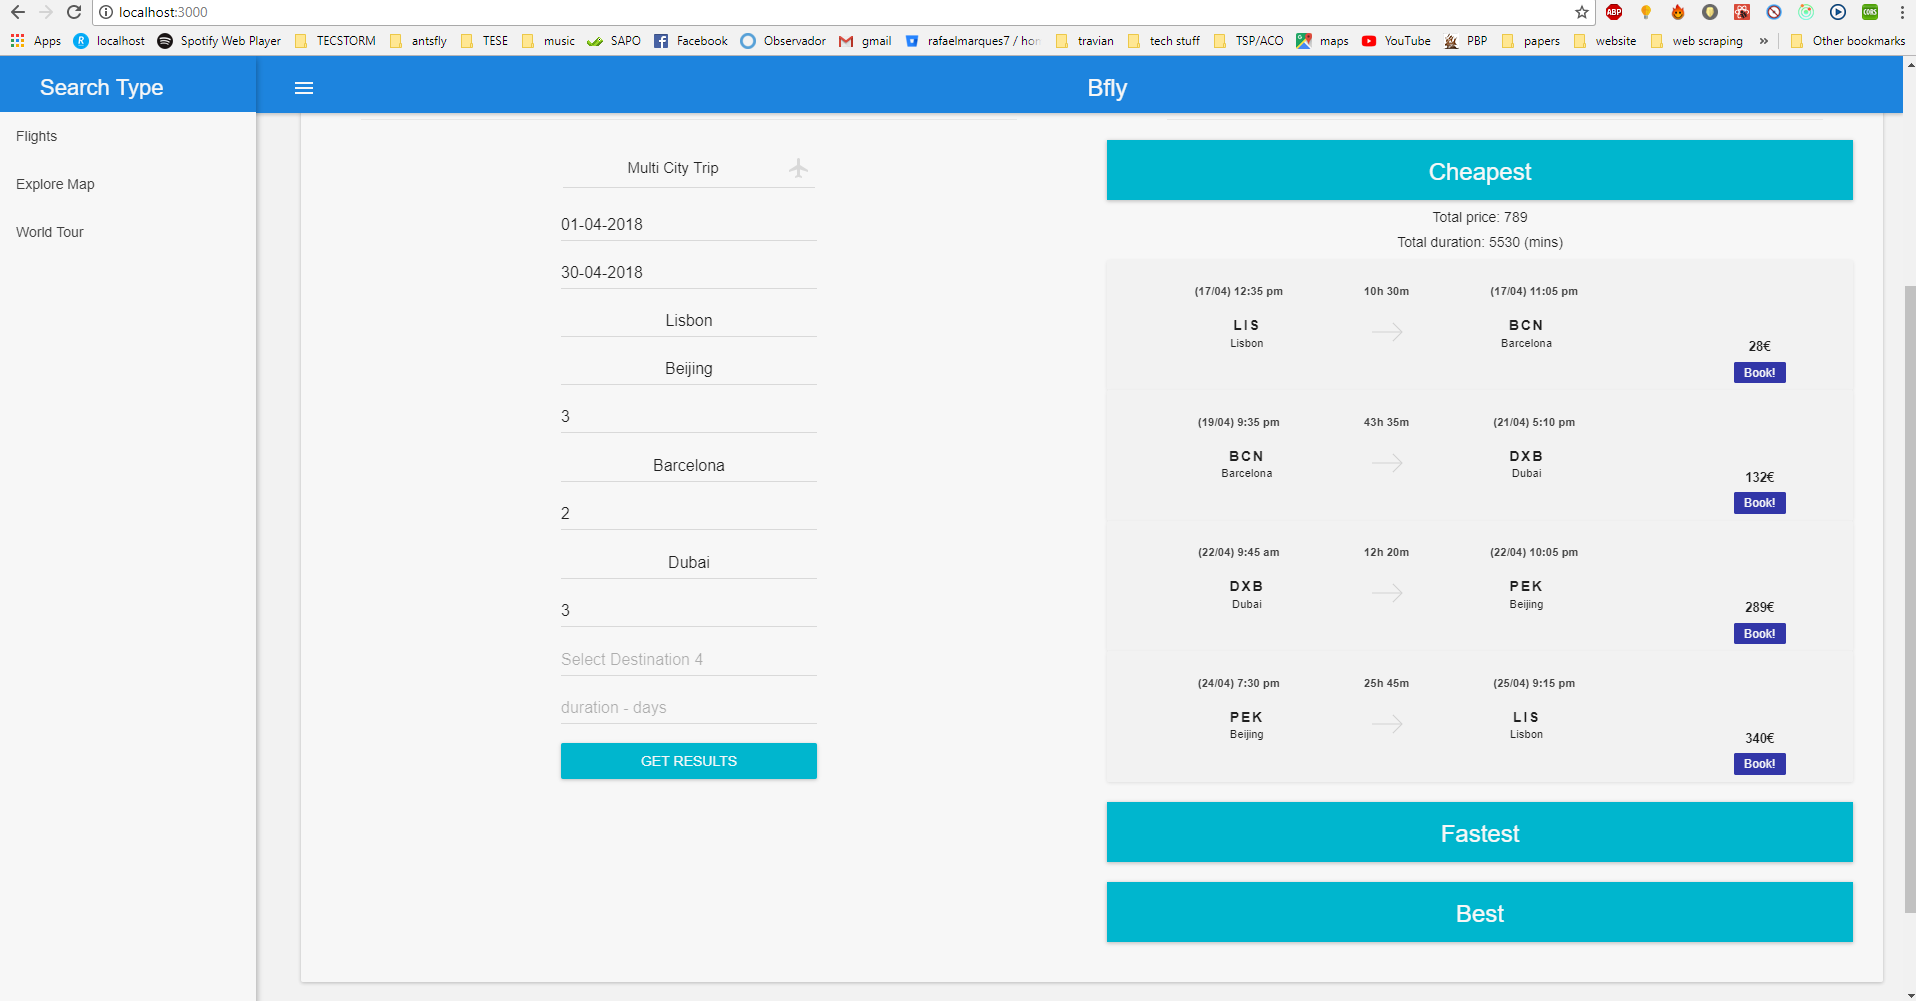 localhost:3000
ABP
CORS
Apps
R localhost
Spotify Web Player
TECSTORM
antsfly
TESE
music
SAPO
Facebook
Observador
gmail
rafaelmarques7 / hom
travian
tech stuff
TSP/ACO
maps
YouTube
PBP
papers
website
web scraping
»
Other bookmarks
Search Type
Bfly
Flights
Explore Map
World Tour
Multi City Trip
01-04-2018
30-04-2018
Lisbon
Beijing
3
Barcelona
2
Dubai
3
Select Destination 4
duration - days
GET RESULTS
Cheapest
Total price: 789
Total duration: 5530 (mins)
(17/04) 12:35 pm 10h 30m (17/04) 11:05 pm
LIS BCN
Lisbon Barcelona
28€
Book!
(19/04) 9:35 pm 43h 35m (21/04) 5:10 pm
BCN DXB
Barcelona Dubai
132€
Book!
(22/04) 9:45 am 12h 20m (22/04) 10:05 pm
DXB PEK
Dubai Beijing
289€
Book!
(24/04) 7:30 pm 25h 45m (25/04) 9:15 pm
PEK LIS
Beijing Lisbon
340€
Book!
Fastest
Best